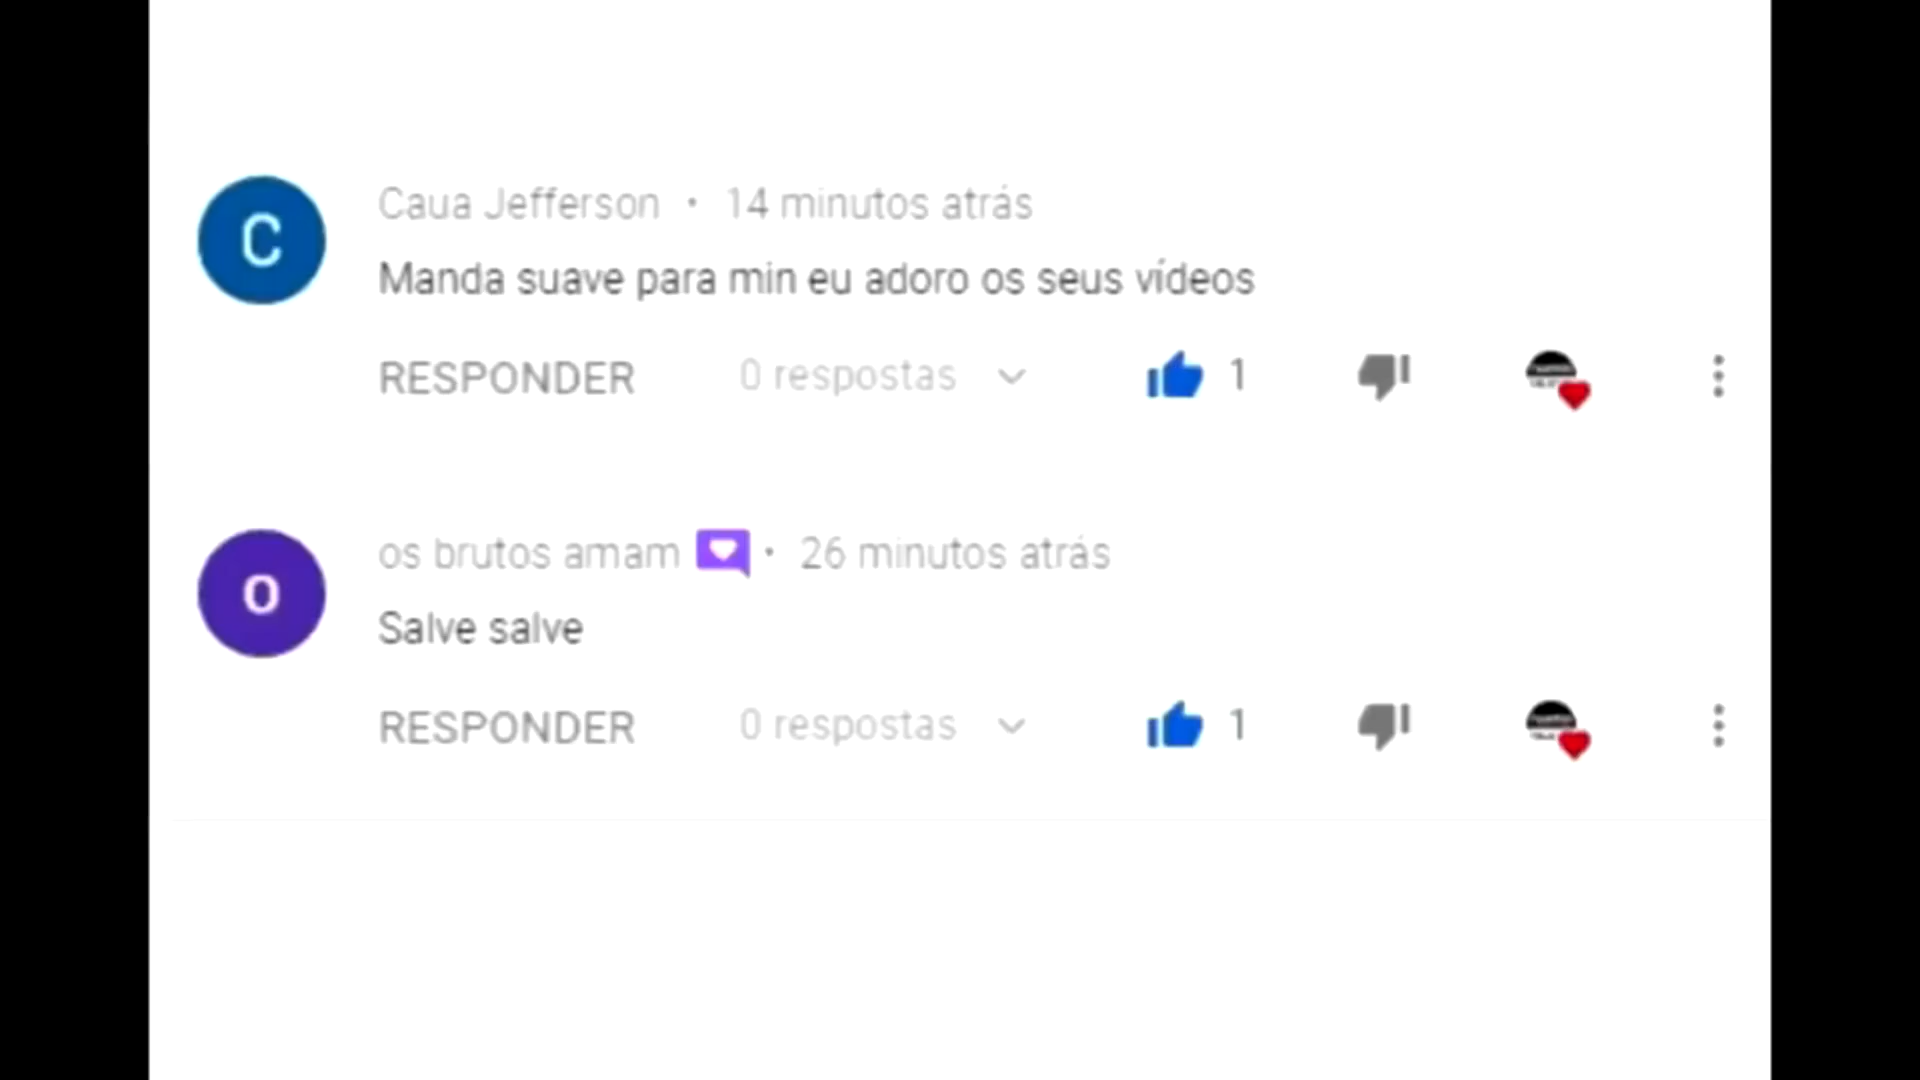 C
Caua Jefferson · 14 minutos atrás
Manda suave para min eu adoro os seus vídeos
RESPONDER 0 respostas 1
o
os brutos amam · 26 minutos atrás
Salve salve
RESPONDER 0 respostas 1